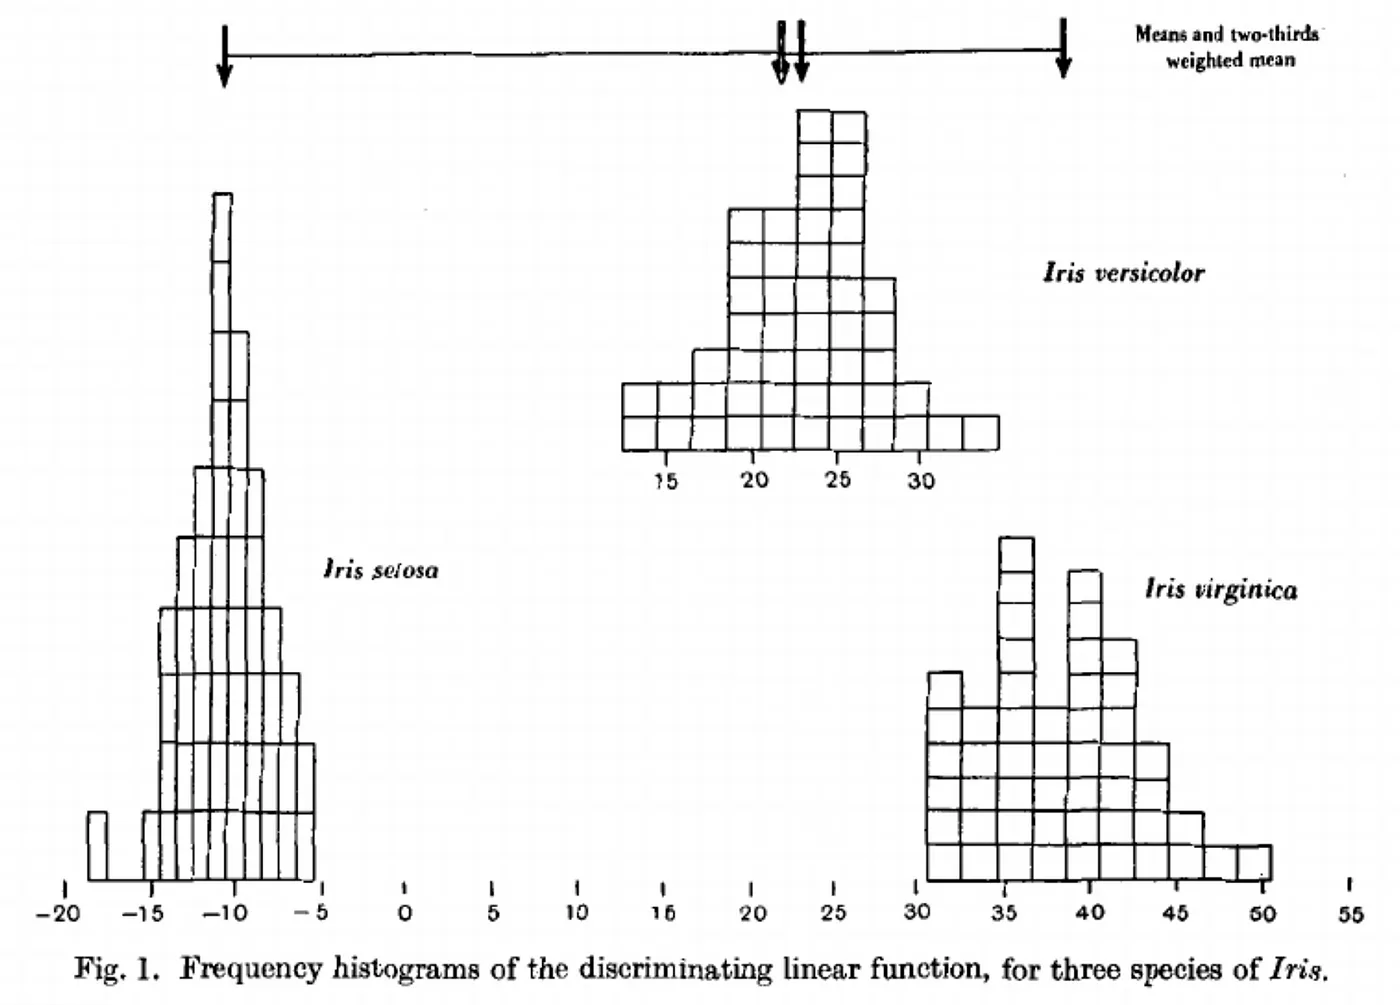 Means and two-thirds
weighted mean
Iris versicolor
15 20 25 30
Iris setosa
Iris virginica
-20 -15 -10 -5 0 5 10 16 20 25 30 35 40 45 50 55
Fig. 1. Frequency histograms of the discriminating linear function, for three species of Iris.